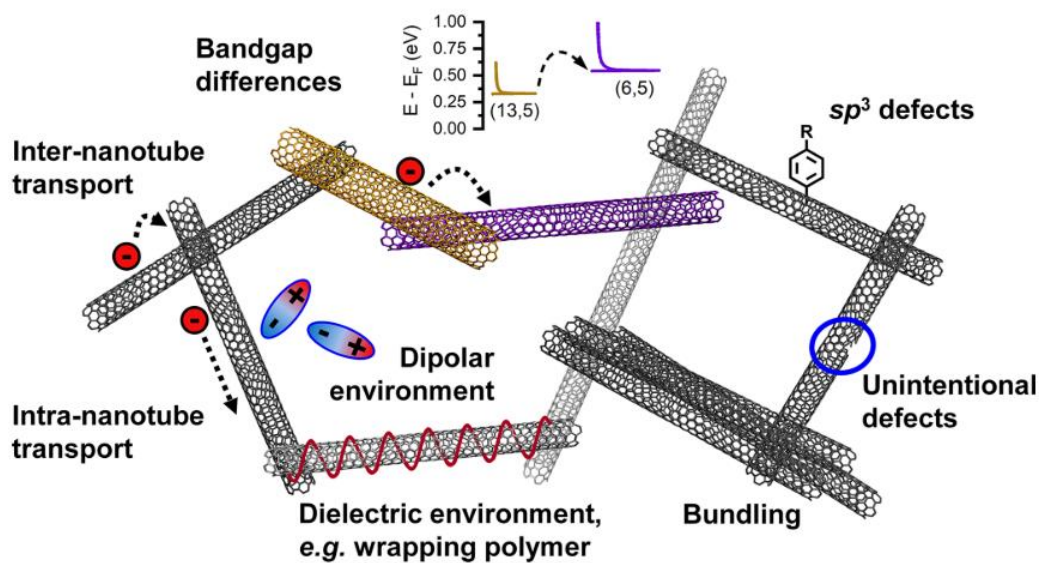 Bandgap
differences
E - E_F (eV)
1.00
0.75
0.50
0.25
0.00
(13,5)
(6,5)
sp³ defects
R
Inter-nanotube
transport
-
-
-
+
-
-
+
Dipolar
environment
Intra-nanotube
transport
Unintentional
defects
Dielectric environment,
e.g. wrapping polymer
Bundling